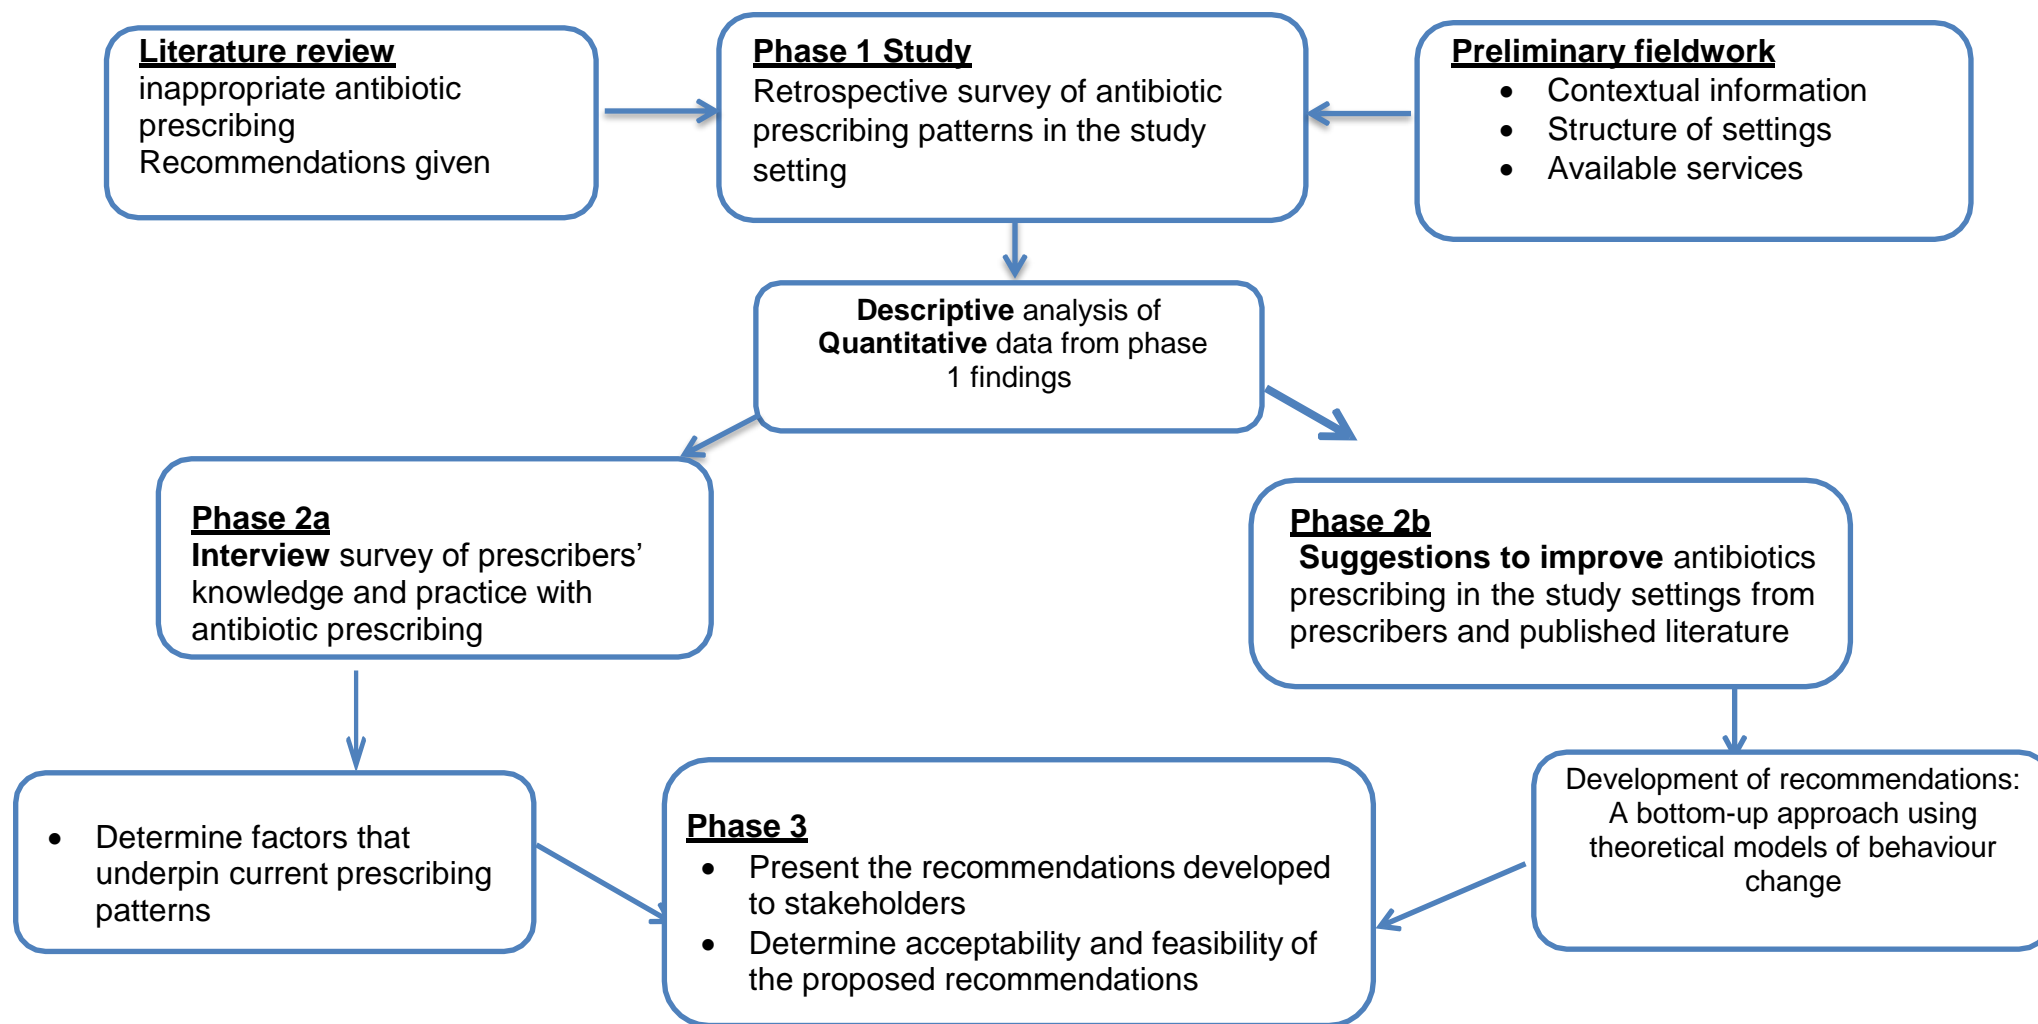 Literature review
inappropriate antibiotic
prescribing
Recommendations given
Phase 1 Study
Retrospective survey of antibiotic
prescribing patterns in the study
setting
Preliminary fieldwork
• Contextual information
• Structure of settings
• Available services
Descriptive analysis of
Quantitative data from phase
1 findings
Phase 2a
Interview survey of prescribers’
knowledge and practice with
antibiotic prescribing
Phase 2b
Suggestions to improve antibiotics
prescribing in the study settings from
prescribers and published literature
• Determine factors that
underpin current prescribing
patterns
Phase 3
• Present the recommendations developed
to stakeholders
• Determine acceptability and feasibility of
the proposed recommendations
Development of recommendations:
A bottom-up approach using
theoretical models of behaviour
change